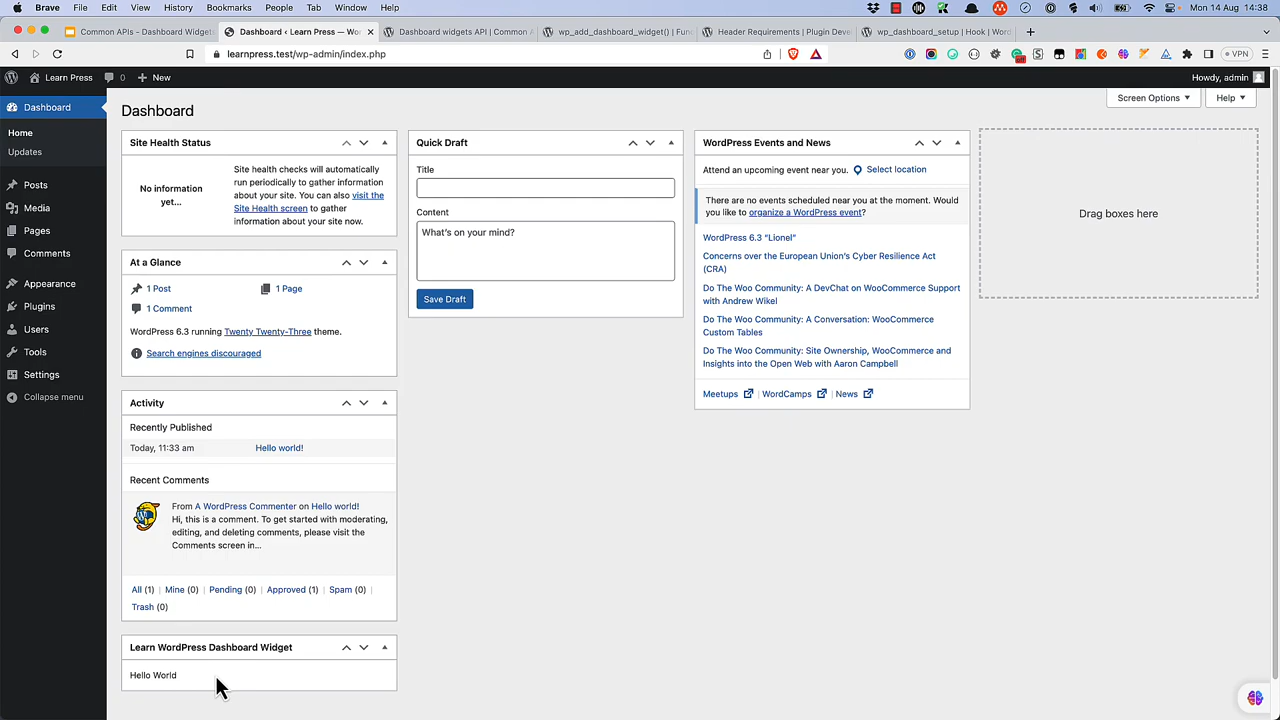 Brave File Edit View History Bookmarks People Tab Window Help
Mon 14 Aug 14:38
Common APIs – Dashboard Widget
Dashboard ‹ Learn Press — Wor
Dashboard widgets API | Common A
wp_add_dashboard_widget() | Func
Header Requirements | Plugin Deve
wp_dashboard_setup | Hook | Word
learnpress.test/wp-admin/index.php
VPN
Learn Press 0 New
Howdy, admin
Dashboard
Home
Updates
Posts
Media
Pages
Comments
Appearance
Plugins
Users
Tools
Settings
Collapse menu
Dashboard
Screen Options
Help
Site Health Status
No information
yet...
Site health checks will automatically
run periodically to gather information
about your site. You can also visit the
Site Health screen to gather
information about your site now.
At a Glance
1 Post
1 Page
1 Comment
WordPress 6.3 running Twenty Twenty-Three theme.
Search engines discouraged
Activity
Recently Published
Today, 11:33 am
Hello world!
Recent Comments
From A WordPress Commenter on Hello world!
Hi, this is a comment. To get started with moderating,
editing, and deleting comments, please visit the
Comments screen in...
All (1) | Mine (0) | Pending (0) | Approved (1) | Spam (0) |
Trash (0)
Learn WordPress Dashboard Widget
Hello World
Quick Draft
Title
Content
What's on your mind?
Save Draft
WordPress Events and News
Attend an upcoming event near you. Select location
There are no events scheduled near you at the moment. Would
you like to organize a WordPress event?
WordPress 6.3 "Lionel"
Concerns over the European Union's Cyber Resilience Act
(CRA)
Do The Woo Community: A DevChat on WooCommerce Support
with Andrew Wikel
Do The Woo Community: A Conversation: WooCommerce
Custom Tables
Do The Woo Community: Site Ownership, WooCommerce and
Insights into the Open Web with Aaron Campbell
Meetups | WordCamps | News
Drag boxes here